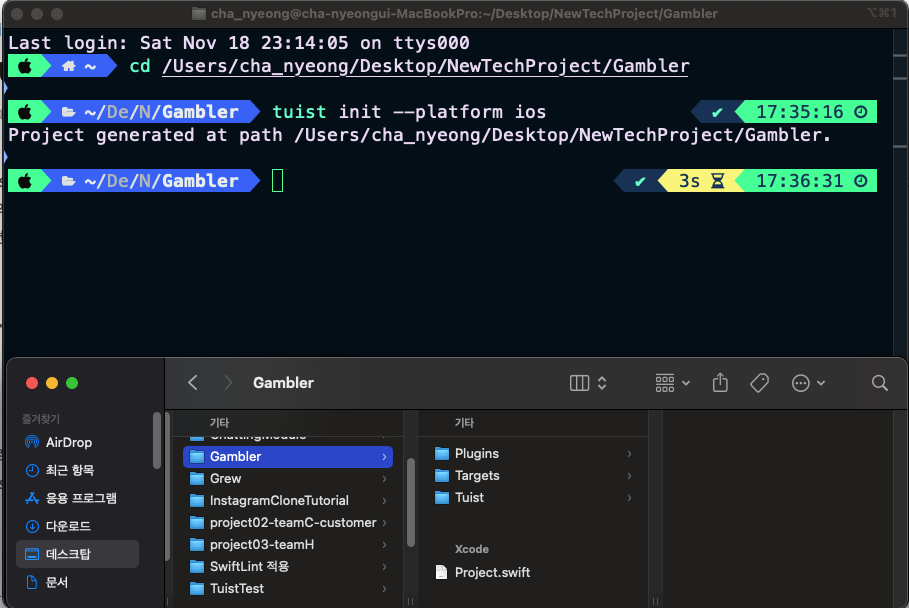 cha_nyeong@cha-nyeongui-MacBookPro:~/Desktop/NewTechProject/Gambler ⌥⌘1
Last login: Sat Nov 18 23:14:05 on ttys000
~ cd /Users/cha_nyeong/Desktop/NewTechProject/Gambler
~/De/N/Gambler tuist init --platform ios ✔ 17:35:16
Project generated at path /Users/cha_nyeong/Desktop/NewTechProject/Gambler.
~/De/N/Gambler ✔ 3s 17:36:31
Gambler
즐겨찾기
AirDrop
최근 항목
응용 프로그램
다운로드
데스크탑
문서
기타
ChattingModule
Gambler
Grew
InstagramCloneTutorial
project02-teamC-customer
project03-teamH
SwiftLint 적용
TuistTest
기타
Plugins
Targets
Tuist
Xcode
Project.swift